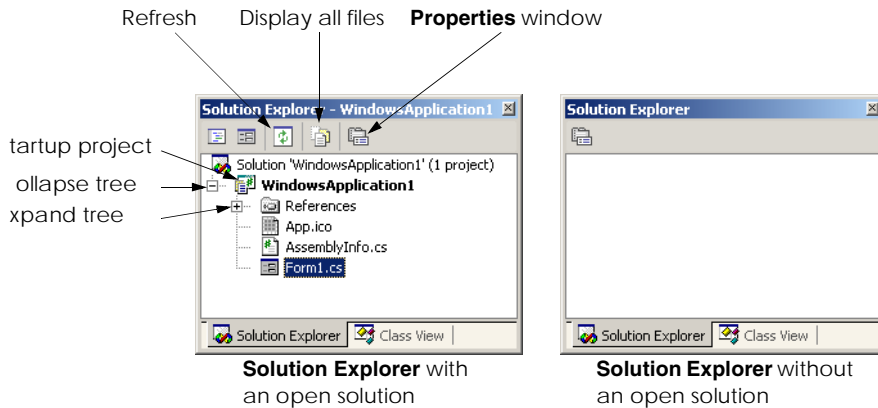 Refresh Display all files Properties window
Solution Explorer - WindowsApplication1
Solution Explorer
tartup project
ollapse tree
xpand tree
Solution 'WindowsApplication1' (1 project)
WindowsApplication1
References
App.ico
AssemblyInfo.cs
Form1.cs
Solution Explorer Class View
Solution Explorer Class View
Solution Explorer with
an open solution
Solution Explorer without
an open solution